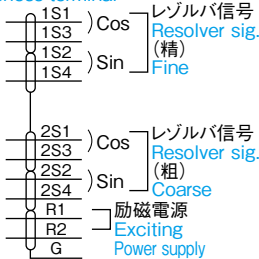 1S1
1S3
Cos
1S2
1S4
Sin
レゾルバ信号
Resolver sig.
(精)
Fine
2S1
2S3
Cos
2S2
2S4
Sin
レゾルバ信号
Resolver sig.
(粗)
Coarse
R1
R2
励磁電源
Exciting
Power supply
G